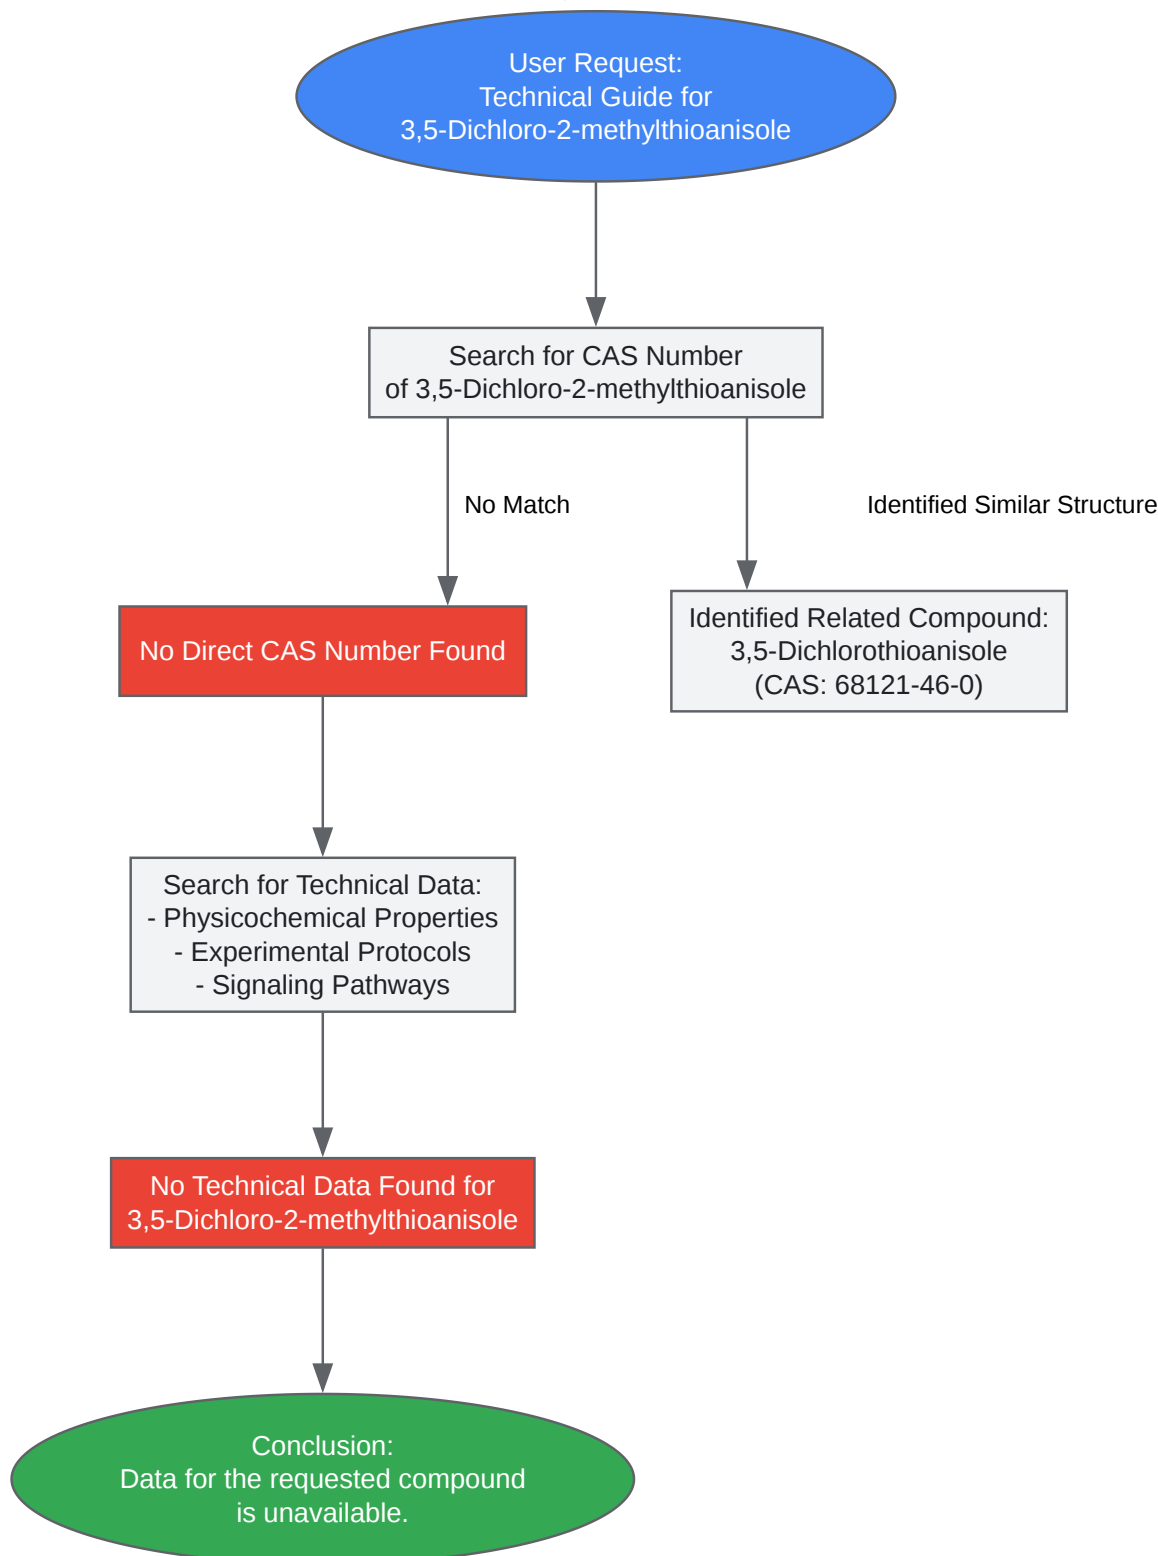 User Request:
Technical Guide for
3,5-Dichloro-2-methylthioanisole
Search for CAS Number
of 3,5-Dichloro-2-methylthioanisole
No Match
Identified Similar Structure
No Direct CAS Number Found
Identified Related Compound:
3,5-Dichlorothioanisole
(CAS: 68121-46-0)
Search for Technical Data:
- Physicochemical Properties
- Experimental Protocols
- Signaling Pathways
No Technical Data Found for
3,5-Dichloro-2-methylthioanisole
Conclusion:
Data for the requested compound
is unavailable.